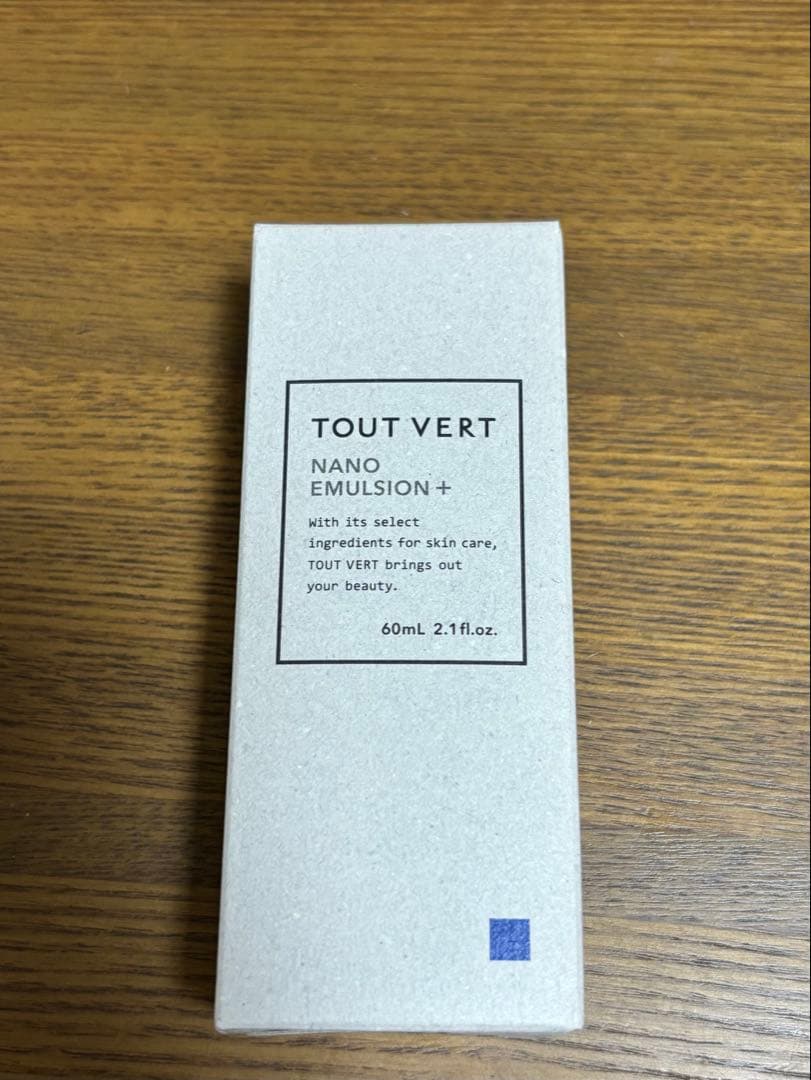 TOUT VERT
NANO
EMULSION +
With its select
ingredients for skin care,
TOUT VERT brings out
your beauty.
60mL 2.1fl.oz.